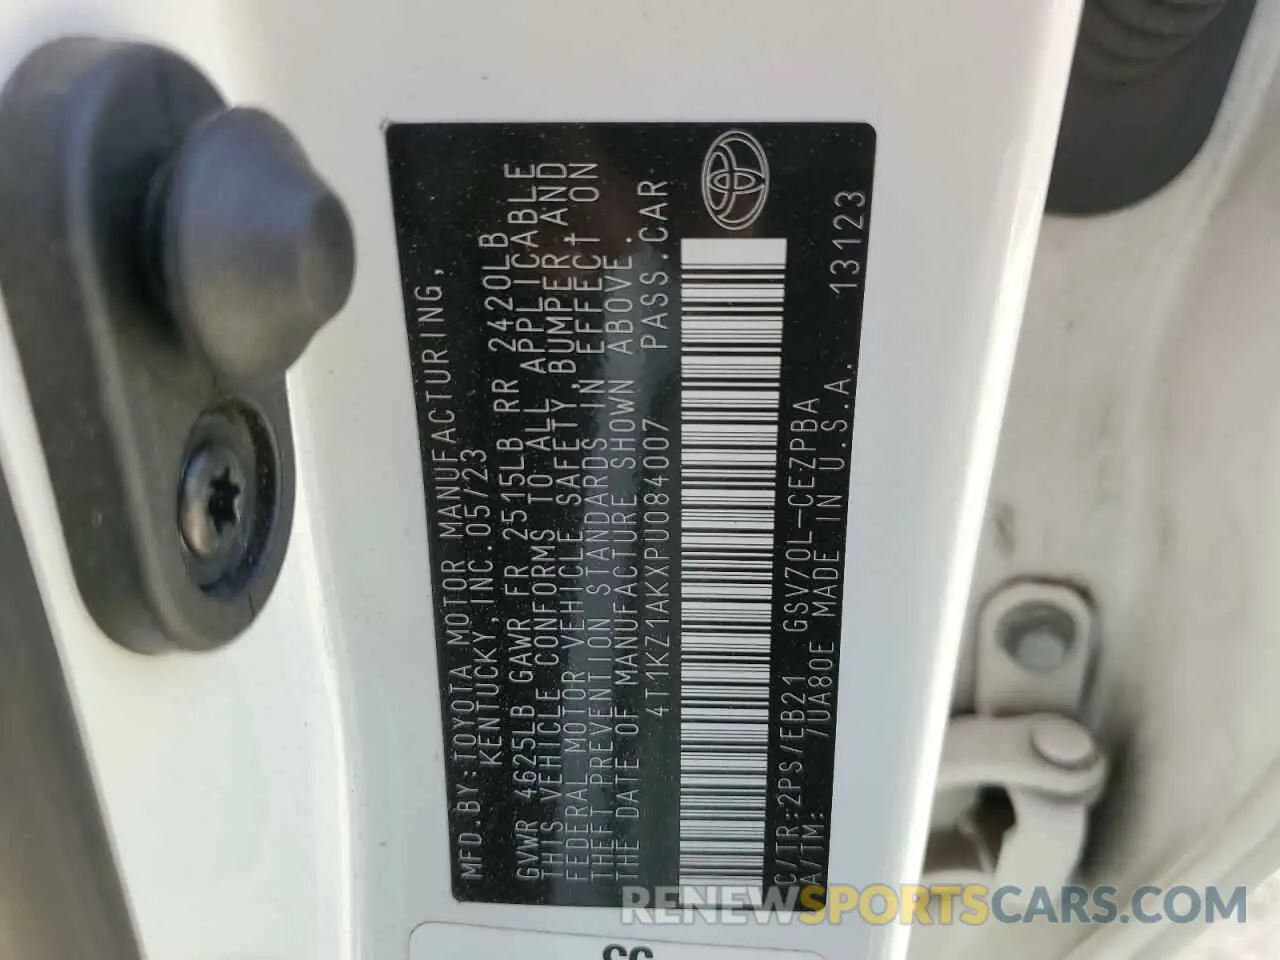 MFD.BY:TOYOTA MOTOR MANUFACTURING,
KENTUCKY,INC.05/23
GVWR 4625LB GAWR FR 2515LB RR 2420LB
THIS VEHICLE CONFORMS TO ALL APPLICABLE
FEDERAL MOTOR VEHICLE SAFETY,BUMPER,AND
THEFT PREVENTION STANDARDS IN EFFECT ON
THE DATE OF MANUFACTURE SHOWN ABOVE.
4T1KZ1AKXPU084007 PASS.CAR
C/TR:2PS/EB21 GSV70L-CEZPBA
A/TM: /UA80E MADE IN U.S.A. 13123
RENEWSPORTSCARS.COM